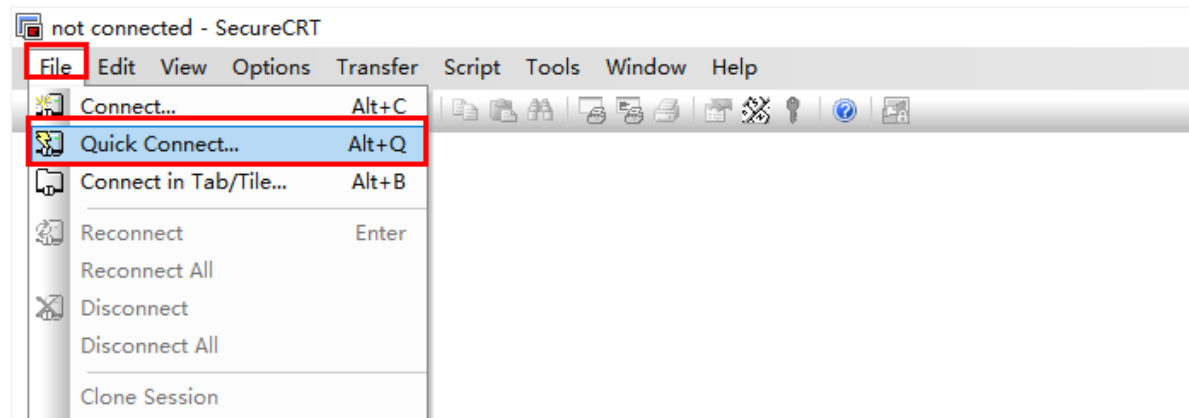 not connected - SecureCRT
File Edit View Options Transfer Script Tools Window Help
Connect... Alt+C
Quick Connect... Alt+Q
Connect in Tab/Tile... Alt+B
Reconnect Enter
Reconnect All
Disconnect
Disconnect All
Clone Session